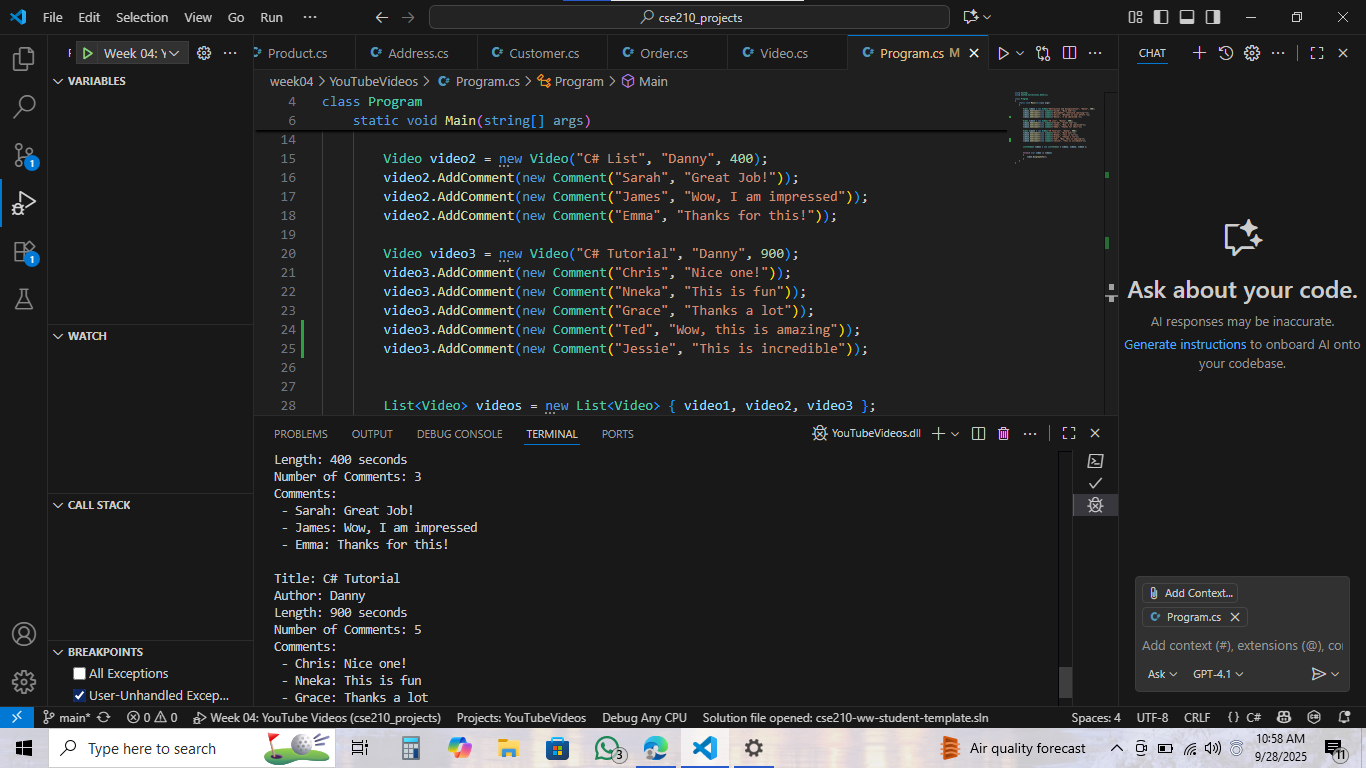 File Edit Selection View Go Run ··· cse210_projects
Week 04: Y
Product.cs Address.cs Customer.cs Order.cs Video.cs Program.cs M
CHAT
week04 > YouTubeVideos > Program.cs > Program > Main
VARIABLES
WATCH
CALL STACK
BREAKPOINTS
All Exceptions
User-Unhandled Excep...
1
1
4 class Program
6 static void Main(string[] args)
14
15 Video video2 = new Video("C# List", "Danny", 400);
16 video2.AddComment(new Comment("Sarah", "Great Job!"));
17 video2.AddComment(new Comment("James", "Wow, I am impressed"));
18 video2.AddComment(new Comment("Emma", "Thanks for this!"));
19
20 Video video3 = new Video("C# Tutorial", "Danny", 900);
21 video3.AddComment(new Comment("Chris", "Nice one!"));
22 video3.AddComment(new Comment("Nneka", "This is fun"));
23 video3.AddComment(new Comment("Grace", "Thanks a lot"));
24 video3.AddComment(new Comment("Ted", "Wow, this is amazing"));
25 video3.AddComment(new Comment("Jessie", "This is incredible"));
26
27
28 List<Video> videos = new List<Video> { video1, video2, video3 };
PROBLEMS OUTPUT DEBUG CONSOLE TERMINAL PORTS YouTubeVideos.dll
Length: 400 seconds
Number of Comments: 3
Comments:
- Sarah: Great Job!
- James: Wow, I am impressed
- Emma: Thanks for this!
Title: C# Tutorial
Author: Danny
Length: 900 seconds
Number of Comments: 5
Comments:
- Chris: Nice one!
- Nneka: This is fun
- Grace: Thanks a lot
Ask about your code.
AI responses may be inaccurate.
Generate instructions to onboard AI onto
your codebase.
Add Context...
Program.cs
Add context (#), extensions (@), co
Ask GPT-4.1
main* 0 0 Week 04: YouTube Videos (cse210_projects) Projects: YouTubeVideos Debug Any CPU Solution file opened: cse210-ww-student-template.sln Spaces: 4 UTF-8 CRLF {} C#
Type here to search 3 Air quality forecast 10:58 AM
9/28/2025
11